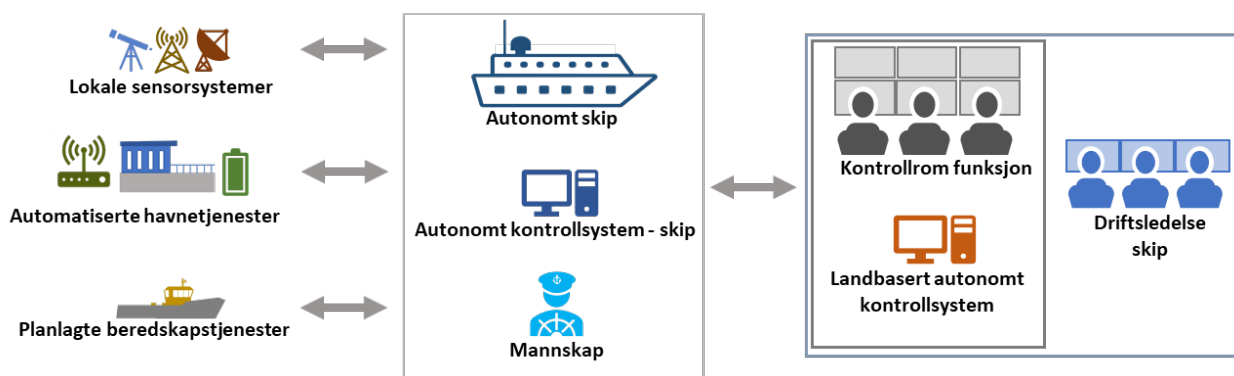 Lokale sensorsystemer
Automatiserte havnetjenester
Planlagte beredskapstjenester
Autonomt skip
Autonomt kontrollsystem - skip
Mannskap
Kontrollrom funksjon
Landbasert autonomt
kontrollsystem
Driftsledelse
skip